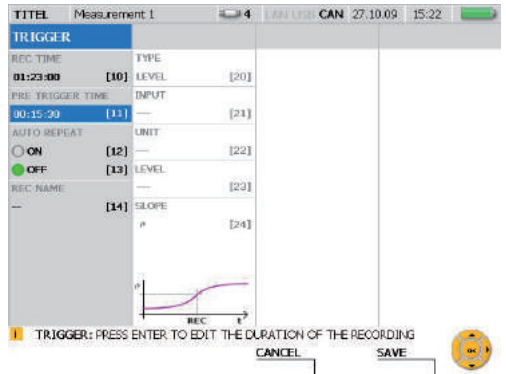 TITEL Measurement 1 4 LAN USB CAN 27.10.09 15:22
TRIGGER
REC TIME
01:23:00 [10]
PRE TRIGGER TIME
00:15:30 [11]
AUTO REPEAT
ON [12]
OFF [13]
REC NAME
-- [14]
TYPE
LEVEL [20]
INPUT
--- [21]
UNIT
--- [22]
LEVEL
--- [23]
SLOPE
[24]
REC t
! TRIGGER: PRESS ENTER TO EDIT THE DURATION OF THE RECORDING
CANCEL SAVE
OK